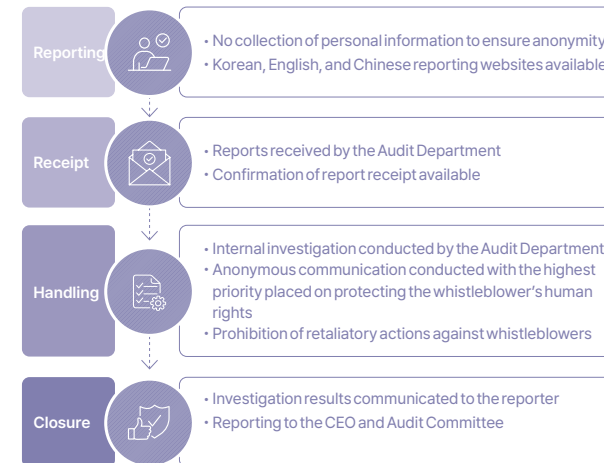 Reporting
• No collection of personal information to ensure anonymity
• Korean, English, and Chinese reporting websites available
Receipt
• Reports received by the Audit Department
• Confirmation of report receipt available
Handling
• Internal investigation conducted by the Audit Department
• Anonymous communication conducted with the highest
priority placed on protecting the whistleblower's human
rights
• Prohibition of retaliatory actions against whistleblowers
Closure
• Investigation results communicated to the reporter
• Reporting to the CEO and Audit Committee